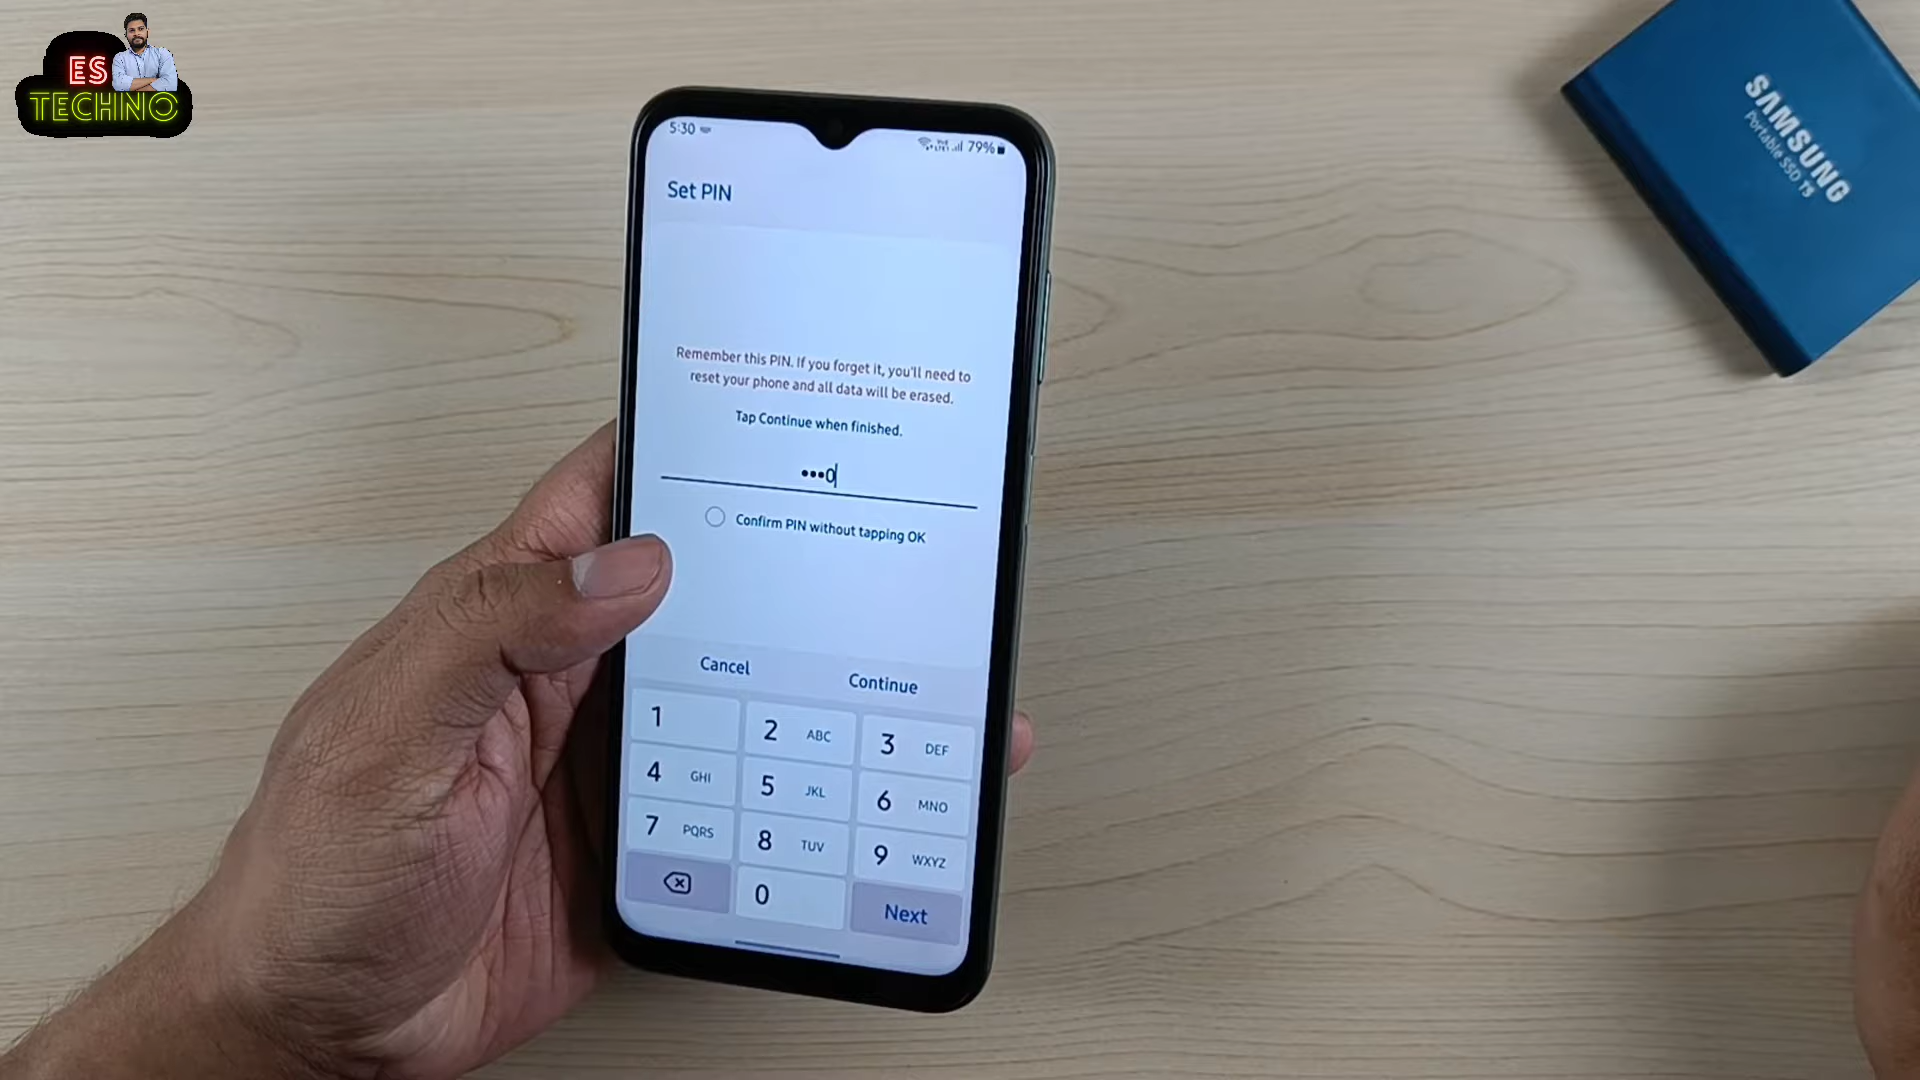 ES
TECHNO
5:30
79%
SAMSUNG
Portable SSD T5
Set PIN
Remember this PIN. If you forget it, you'll need to
reset your phone and all data will be erased.
Tap Continue when finished.
•••0
Confirm PIN without tapping OK
Cancel Continue
1 2 ABC 3 DEF
4 GHI 5 JKL 6 MNO
7 PQRS 8 TUV 9 WXYZ
0 Next